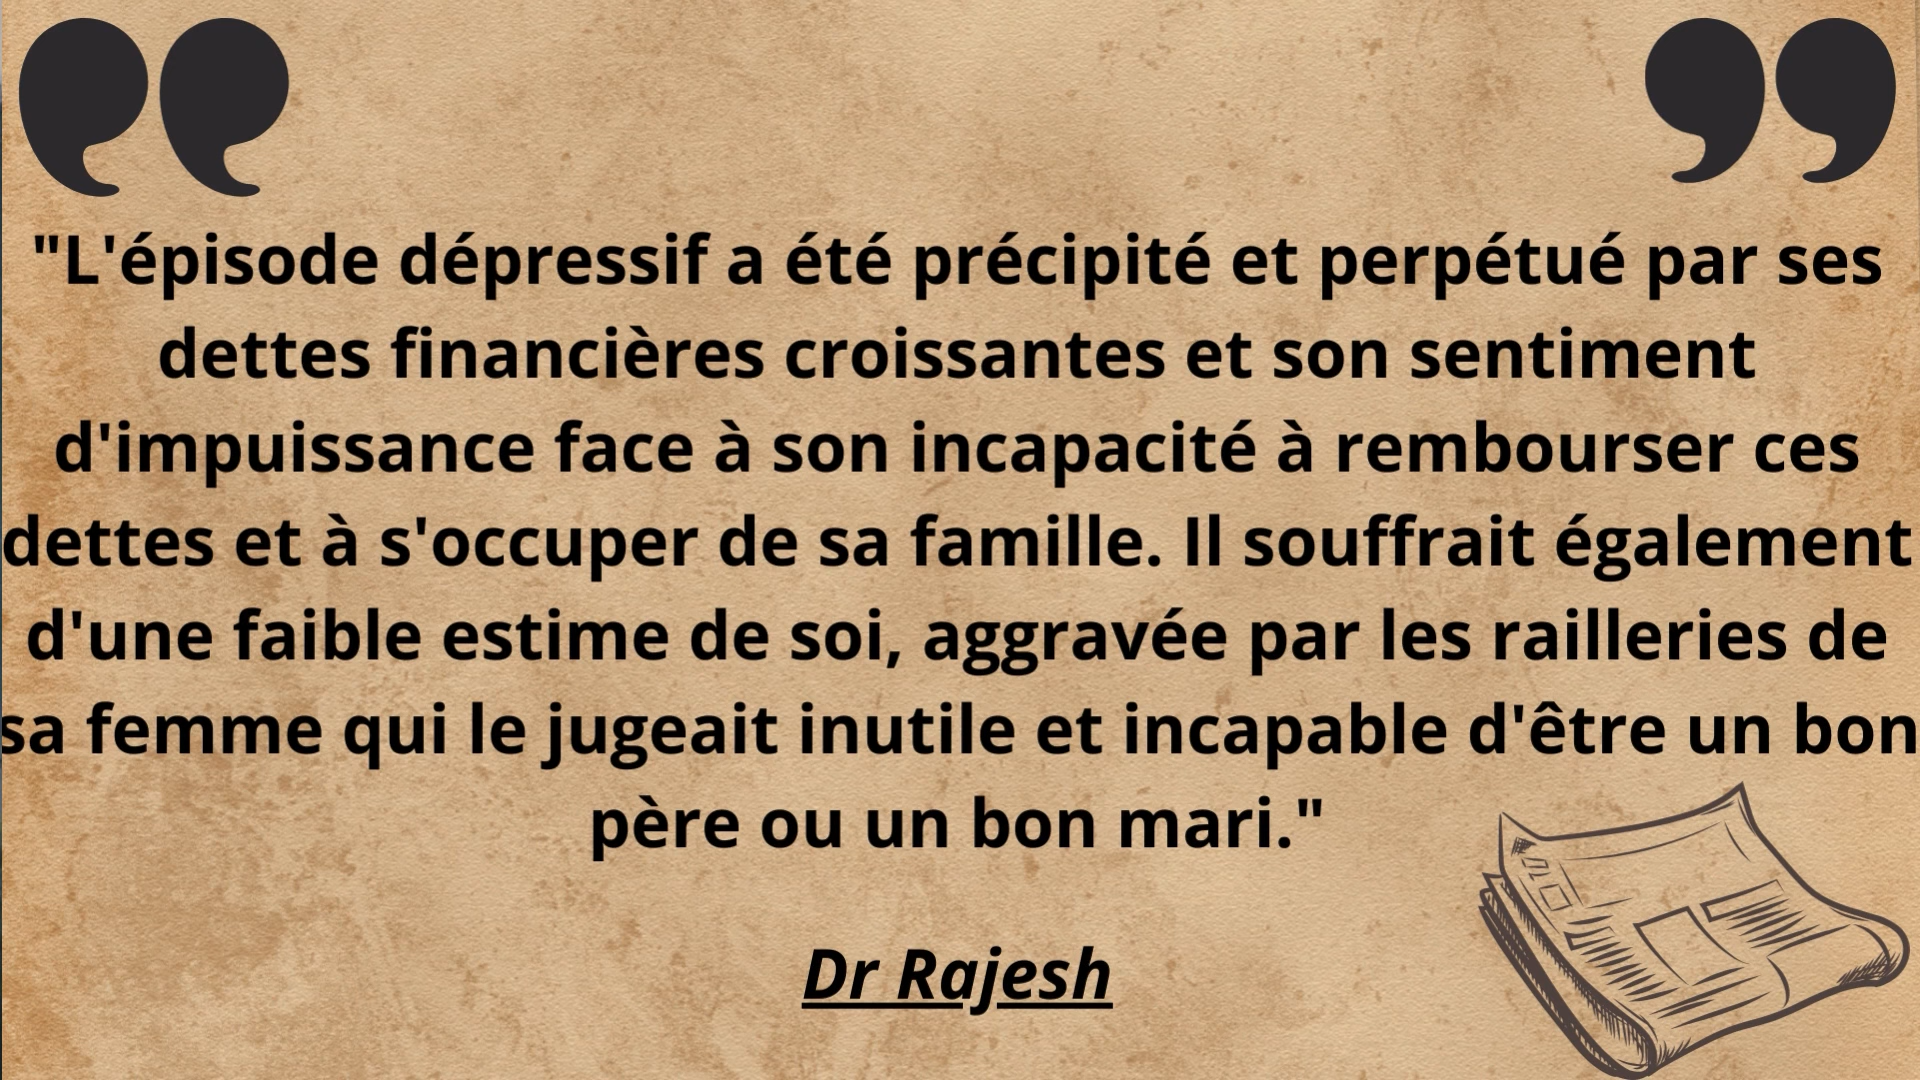 "L'épisode dépressif a été précipité et perpétué par ses
dettes financières croissantes et son sentiment
d'impuissance face à son incapacité à rembourser ces
dettes et à s'occuper de sa famille. Il souffrait également
d'une faible estime de soi, aggravée par les railleries de
sa femme qui le jugeait inutile et incapable d'être un bon
père ou un bon mari."
Dr Rajesh